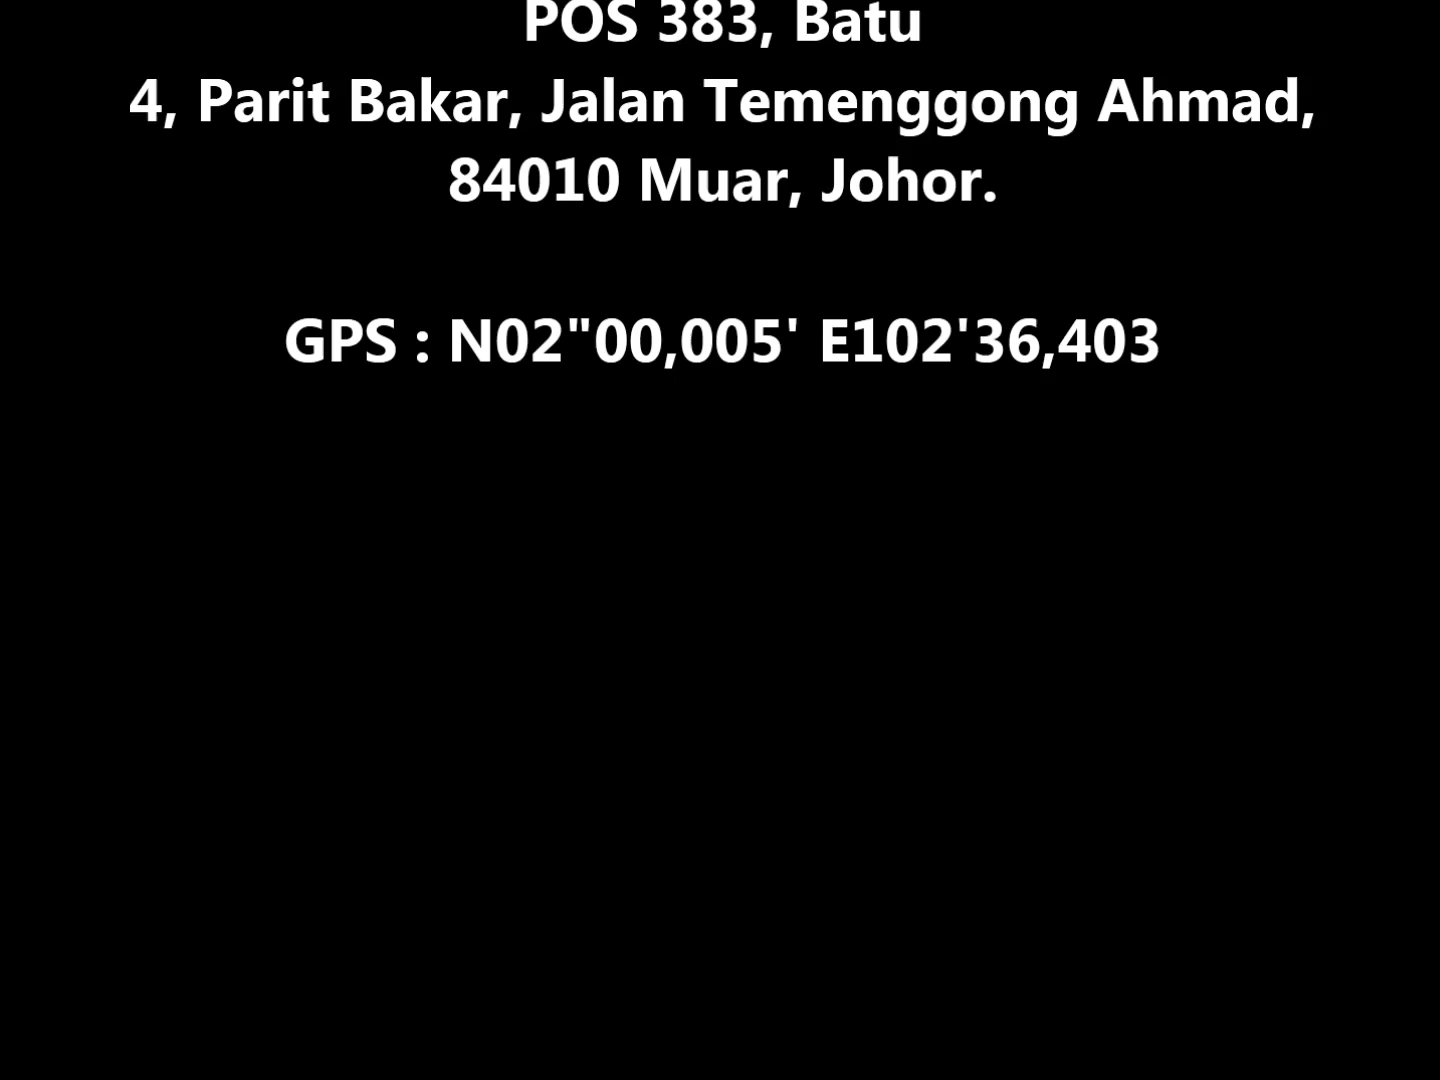 POS 383, Batu
4, Parit Bakar, Jalan Temenggong Ahmad,
84010 Muar, Johor.
GPS : N02"00,005' E102'36,403